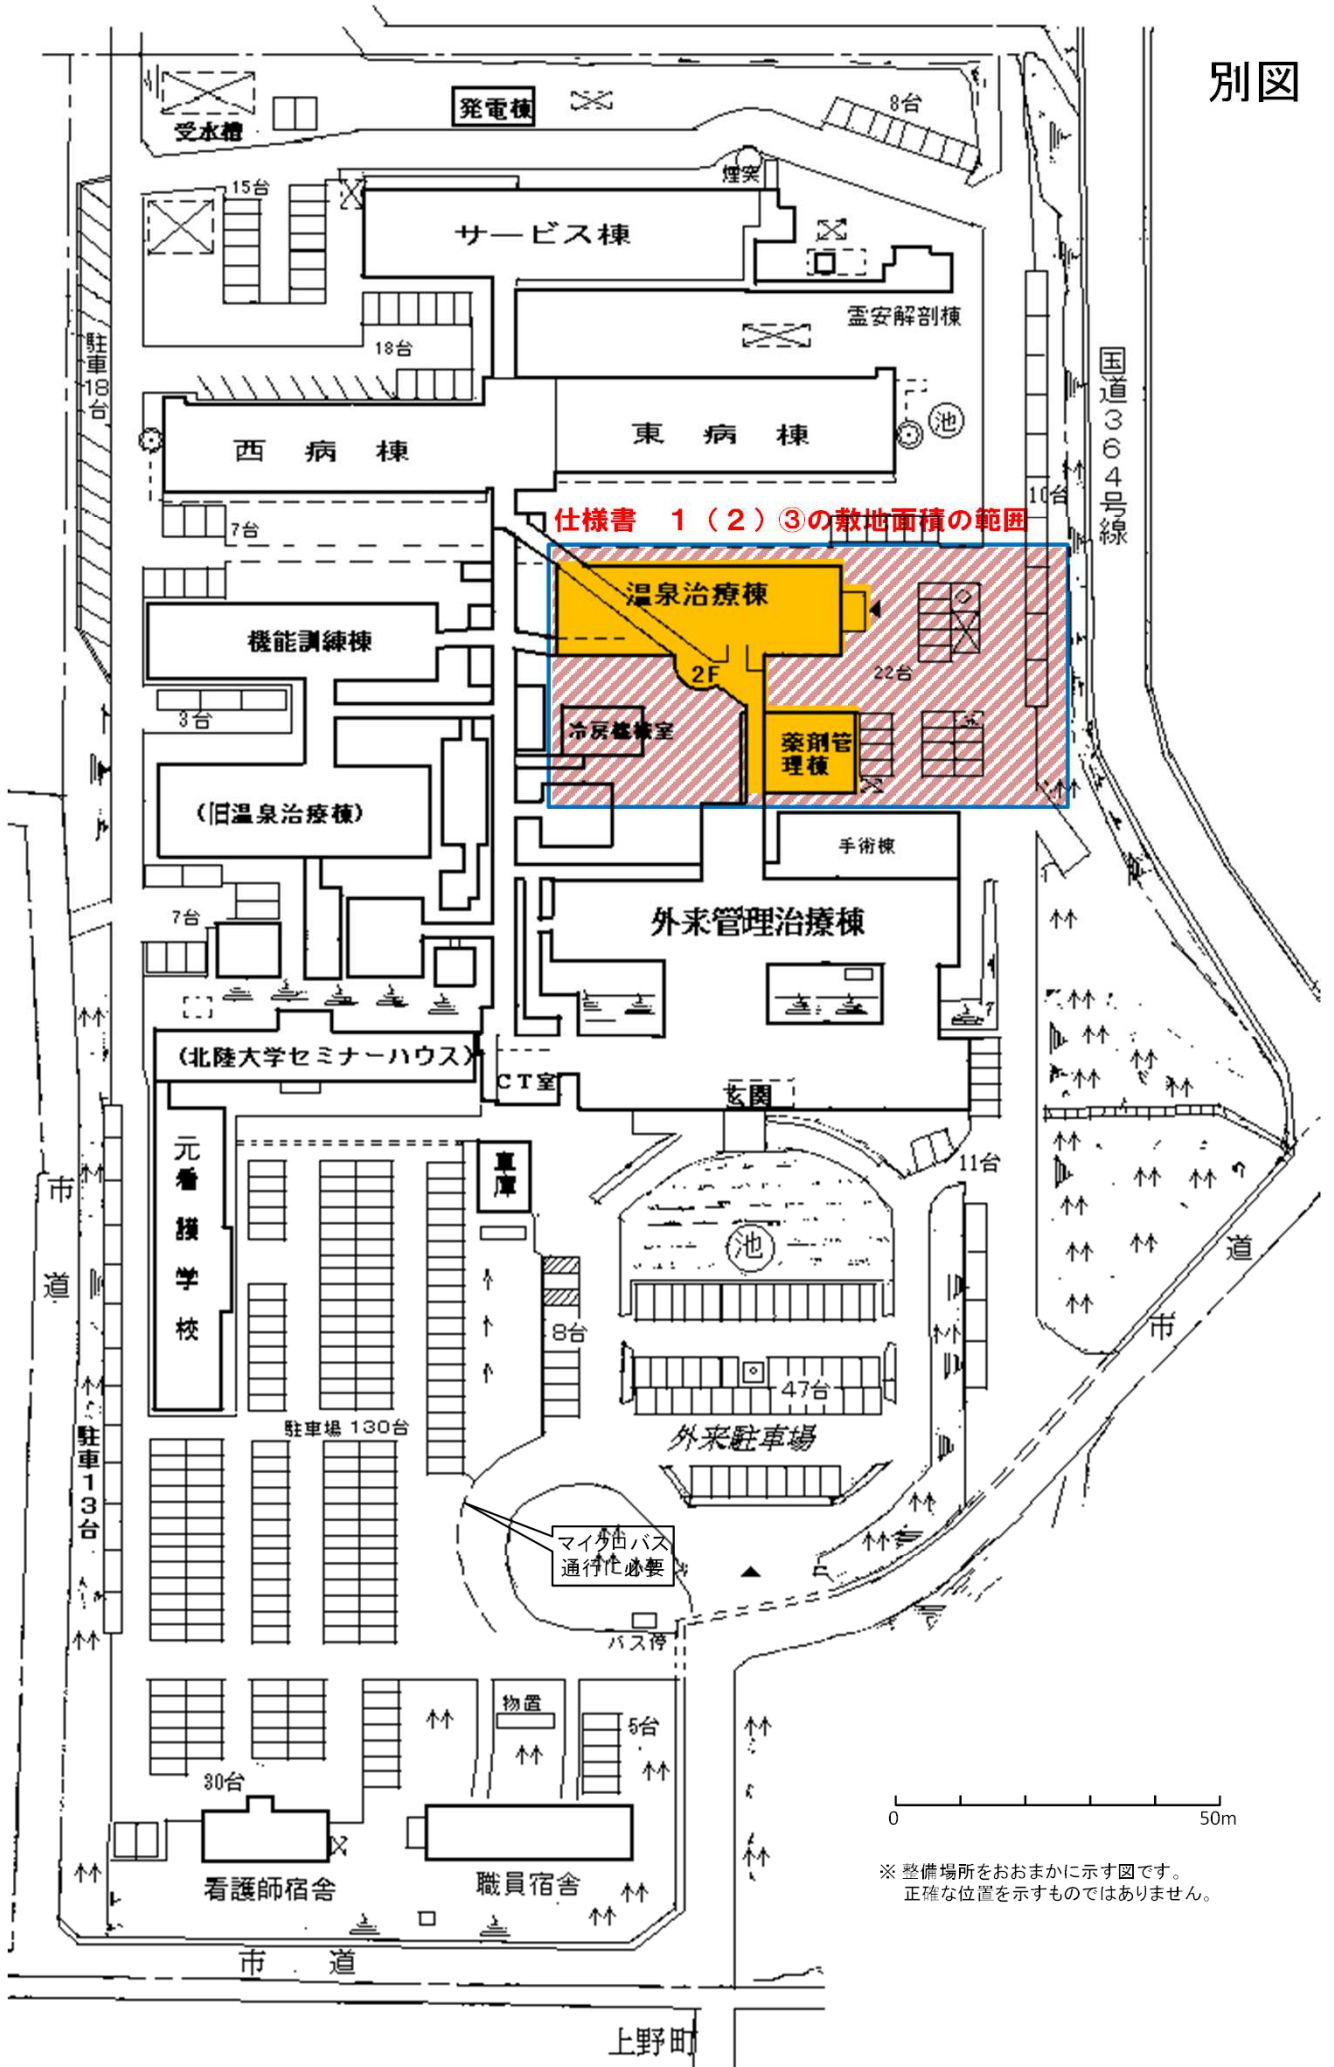 別図
発電棟
8台
受水槽
煙突
15台
サービス棟
霊安解剖棟
18台
駐車18台
国道364号線
西病棟
東病棟
池
10台
7台
仕様書　1（2）③の敷地面積の範囲
温泉治療棟
機能訓練棟
2F
22台
3台
冷房機械室
薬剤管
理棟
(旧温泉治療棟)
手術棟
7台
外来管理治療棟
(北陸大学セミナーハウス)
CT室
玄関
元看護学校
車庫
11台
市道
池
市道
8台
47台
駐車場 130台
外来駐車場
駐車13台
マイクロバス
通行に必要
バス停
物置
5台
30台
0
50m
看護師宿舎
職員宿舎
※ 整備場所をおおまかに示す図です。
正確な位置を示すものではありません。
市道
上野町